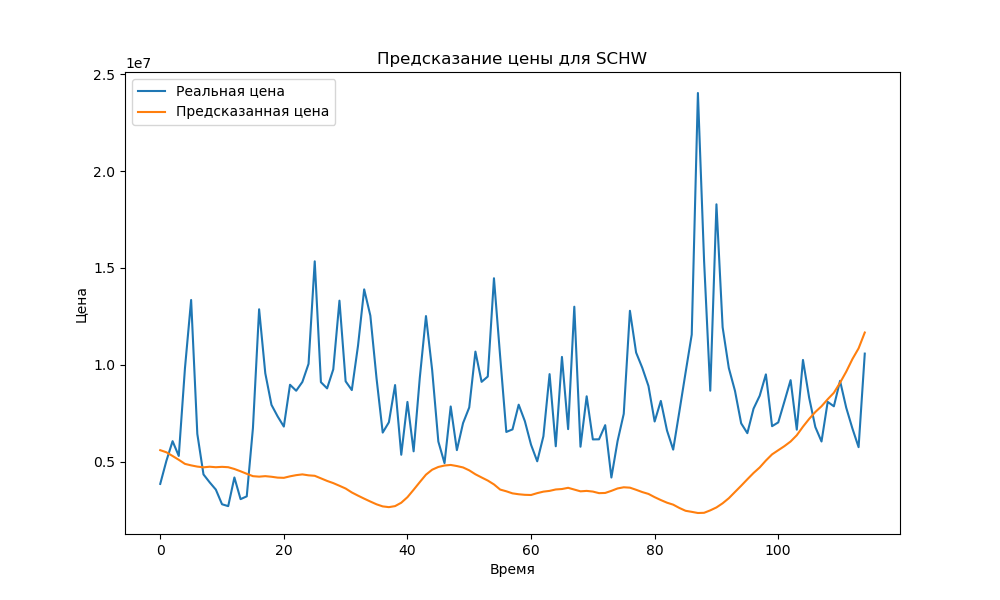 Предсказание цены для SCHW
1e7
Реальная цена
Предсказанная цена
2.5
2.0
1.5
1.0
0.5
Цена
0 20 40 60 80 100
Время